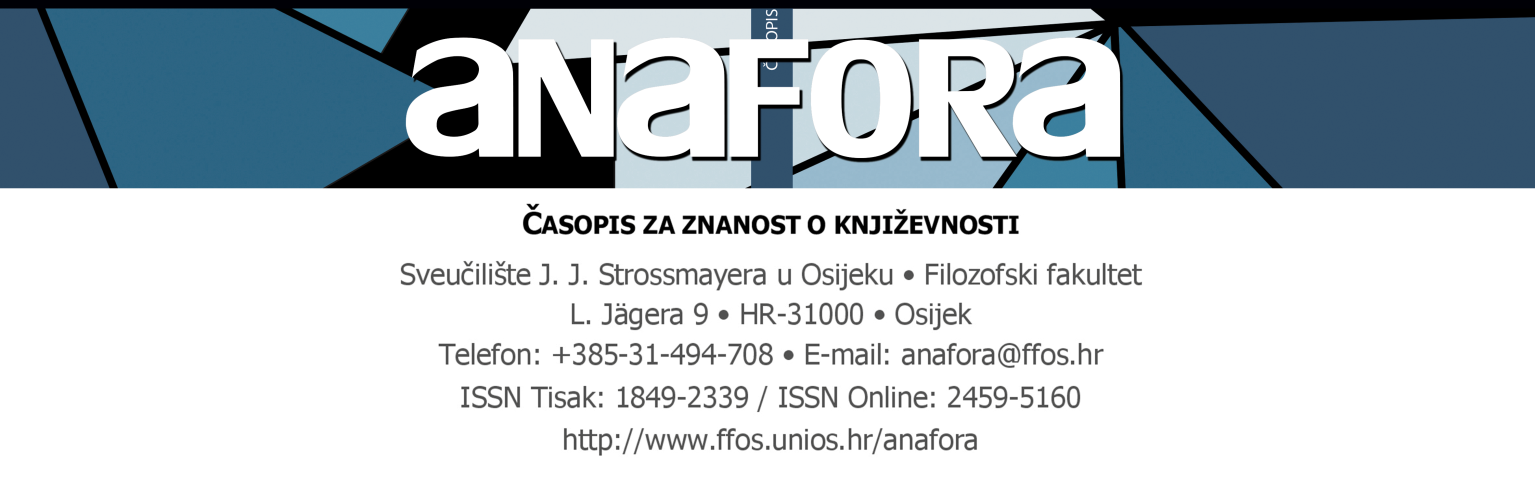 ANAFORA
ČASOPIS ZA ZNANOST O KNJIŽEVNOSTI
Sveučilište J. J. Strossmayera u Osijeku • Filozofski fakultet
L. Jägera 9 • HR-31000 • Osijek
Telefon: +385-31-494-708 • E-mail: anafora@ffos.hr
ISSN Tisak: 1849-2339 / ISSN Online: 2459-5160
http://www.ffos.unios.hr/anafora